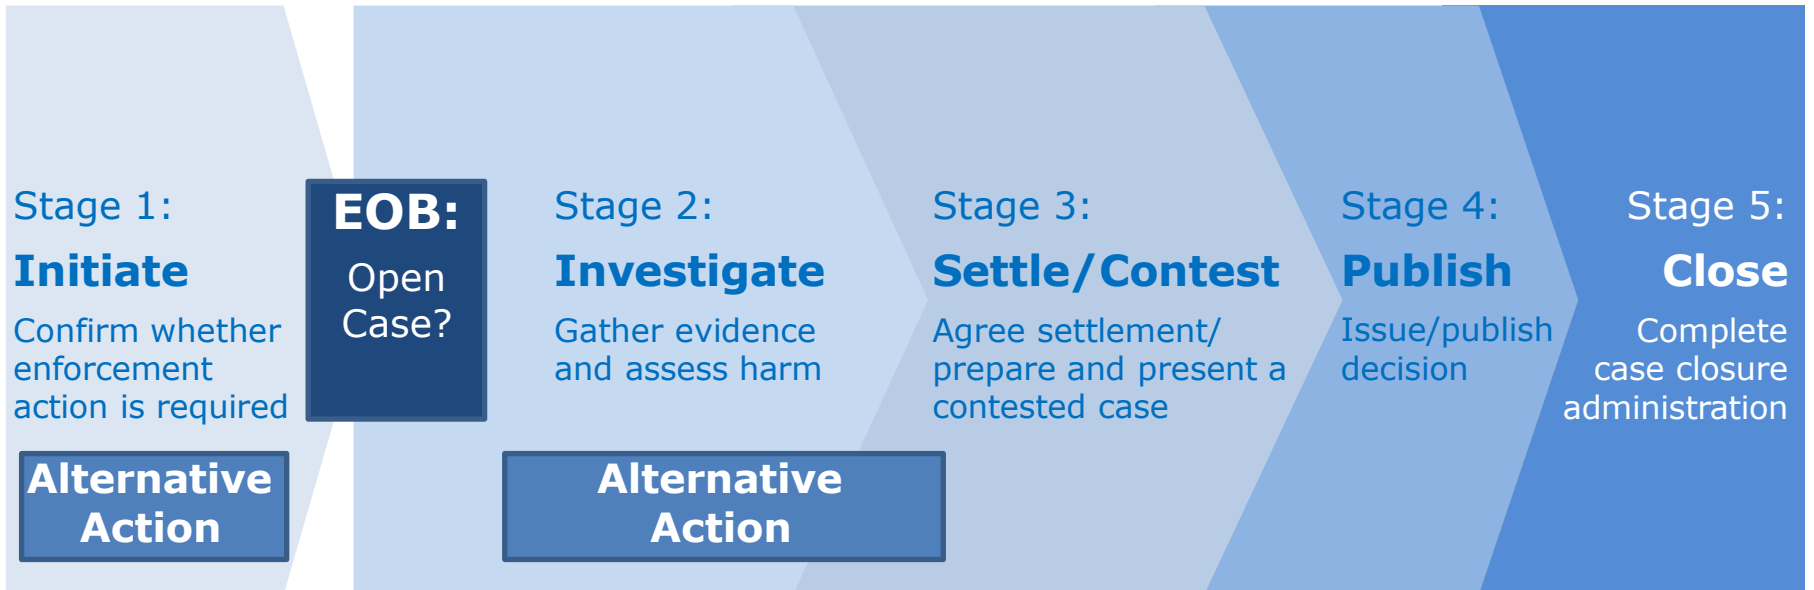 Stage 1:
Initiate
Confirm whether
enforcement
action is required
Alternative
Action
EOB:
Open
Case?
Stage 2:
Investigate
Gather evidence
and assess harm
Alternative
Action
Stage 3:
Settle/Contest
Agree settlement/
prepare and present a
contested case
Stage 4:
Publish
Issue/publish
decision
Stage 5:
Close
Complete
case closure
administration